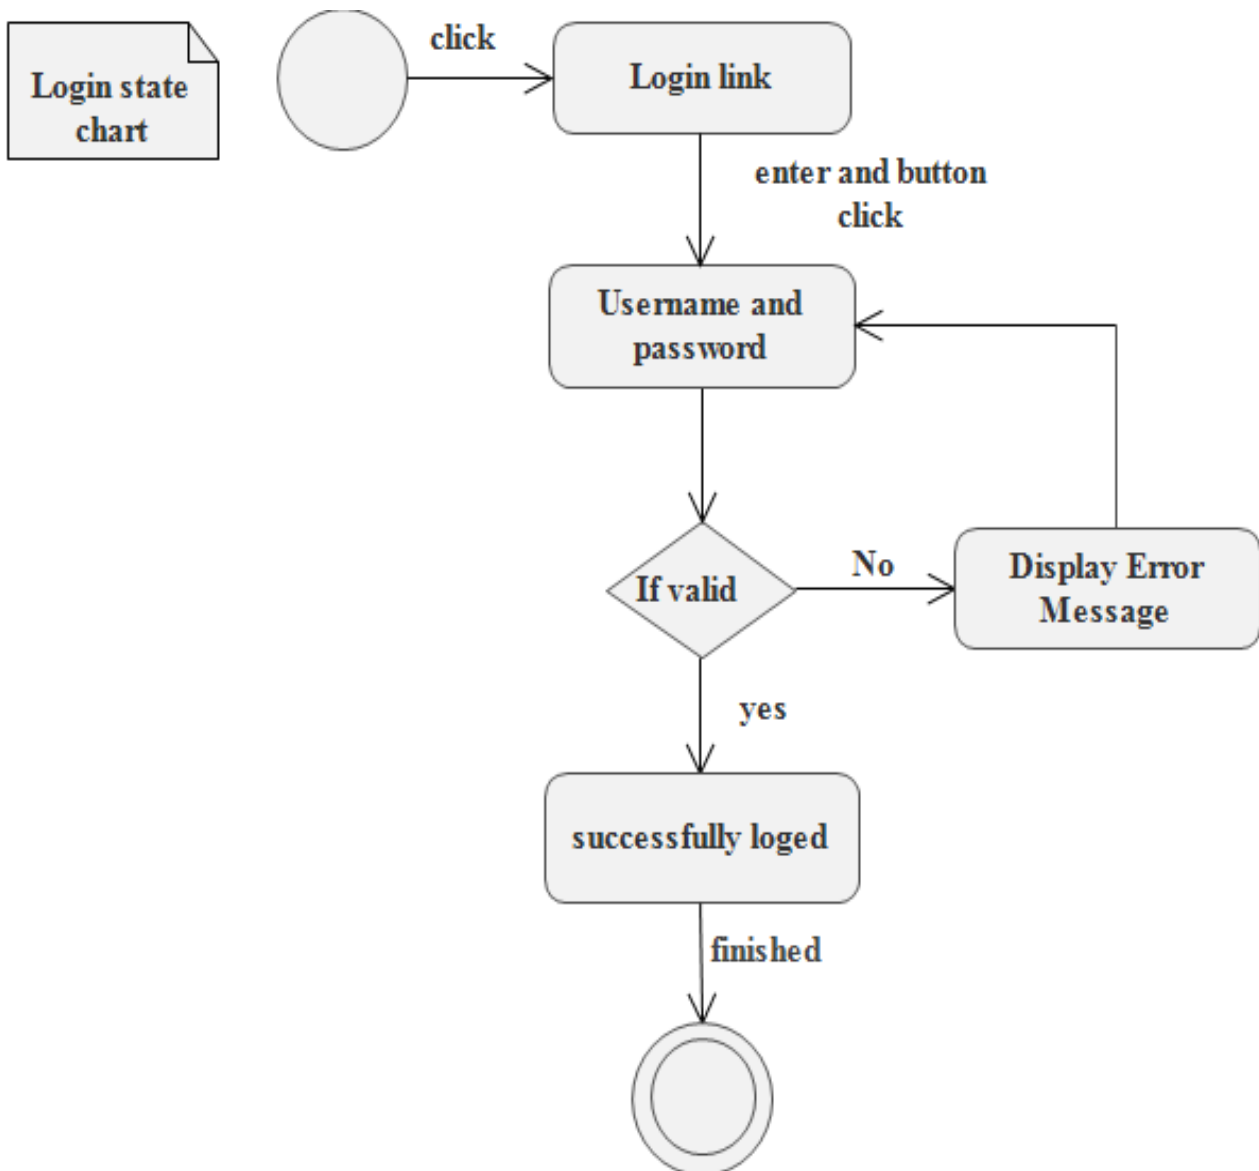 Login state
chart
click
Login link
enter and button
click
Username and
password
If valid
No
Display Error
Message
yes
successfully loged
finished